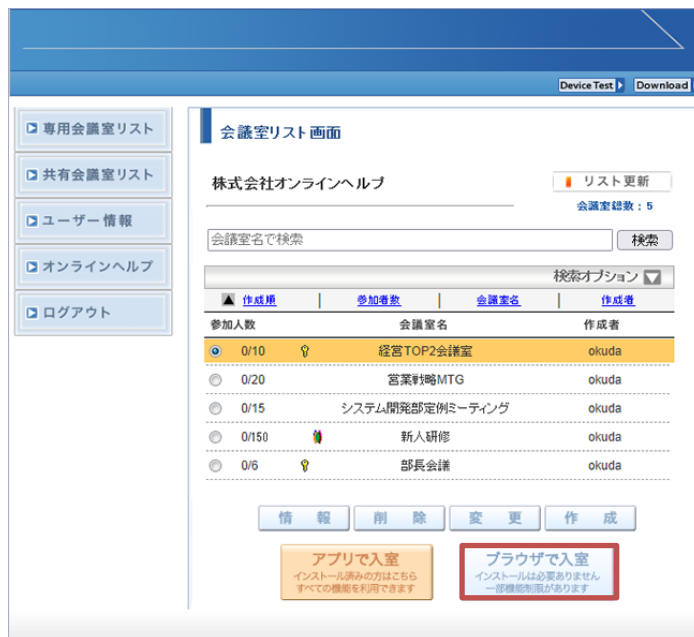 Device Test
Download
専用会議室リスト
共有会議室リスト
ユーザー情報
オンラインヘルプ
ログアウト
会議室リスト画面
株式会社オンラインヘルプ
リスト更新
会議室総数:5
会議室名で検索
検索
検索オプション
作成順 | 参加者数 | 会議室名 | 作成者
参加人数 会議室名 作成者
0/10 経営TOP2会議室 okuda
0/20 営業戦略MTG okuda
0/15 システム開発部定例ミーティング okuda
0/150 新人研修 okuda
0/6 部長会議 okuda
情 報 削 除 変 更 作 成
アプリで入室
インストール済みの方はこちら
すべての機能を利用できます
ブラウザで入室
インストールは必要ありません
一部機能制限があります